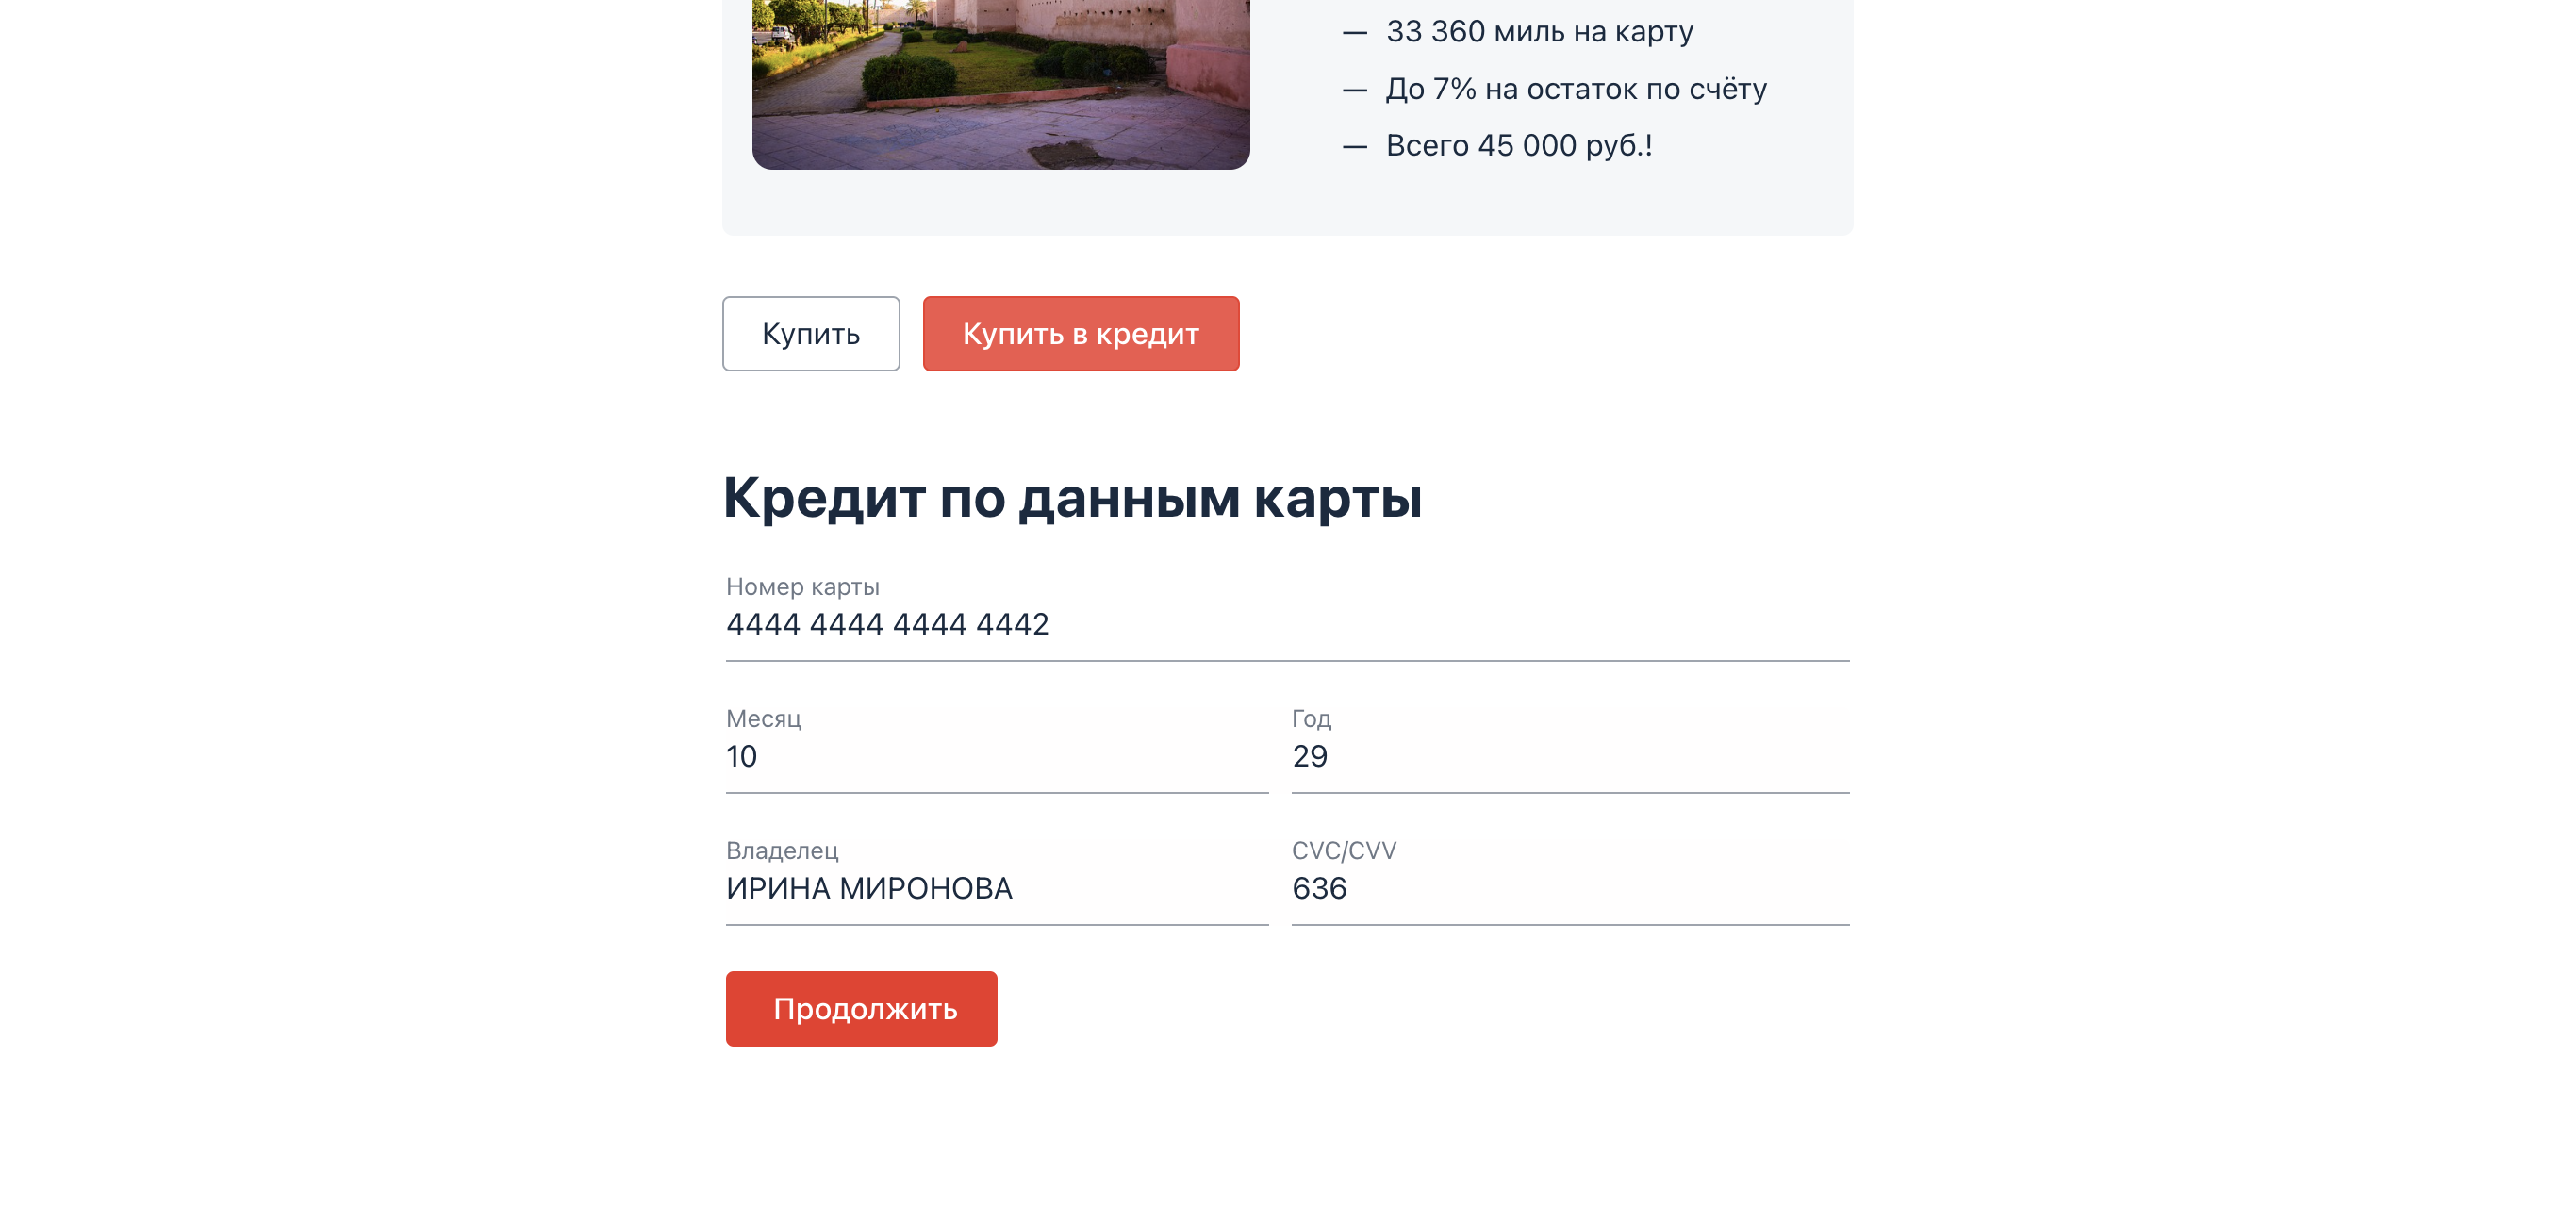 — 33 360 миль на карту
— До 7% на остаток по счёту
— Всего 45 000 руб.!
Купить
Купить в кредит
Кредит по данным карты
Номер карты
4444 4444 4444 4442
Месяц
Год
10
29
Владелец
CVC/CVV
ИРИНА МИРОНОВА
636
Продолжить